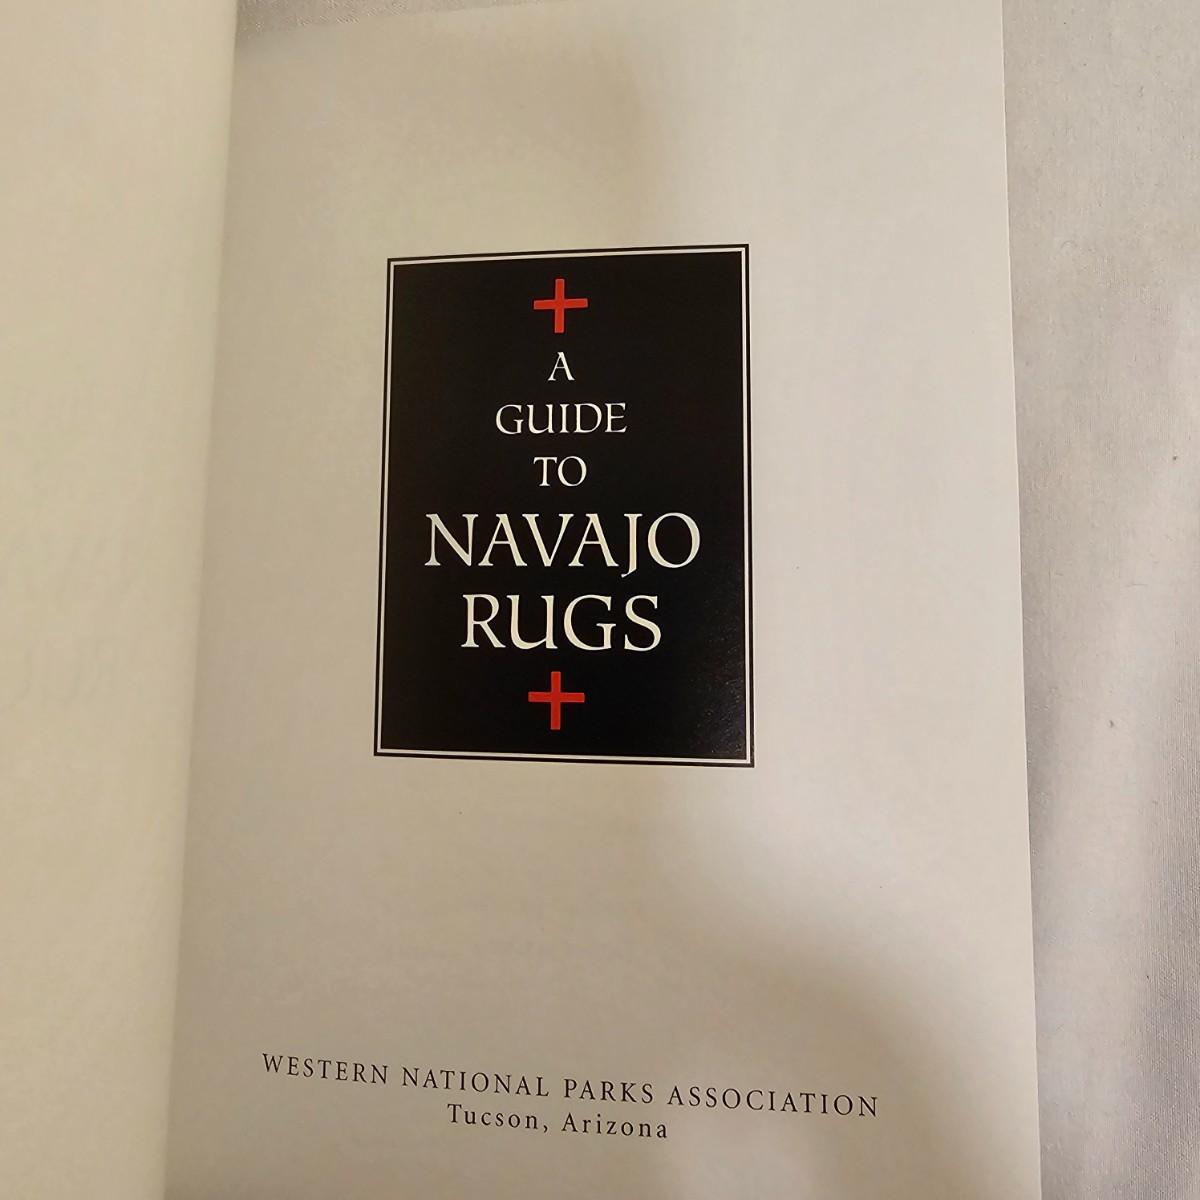 A
GUIDE
TO
NAVAJO
RUGS
WESTERN NATIONAL PARKS ASSOCIATION
Tucson, Arizona